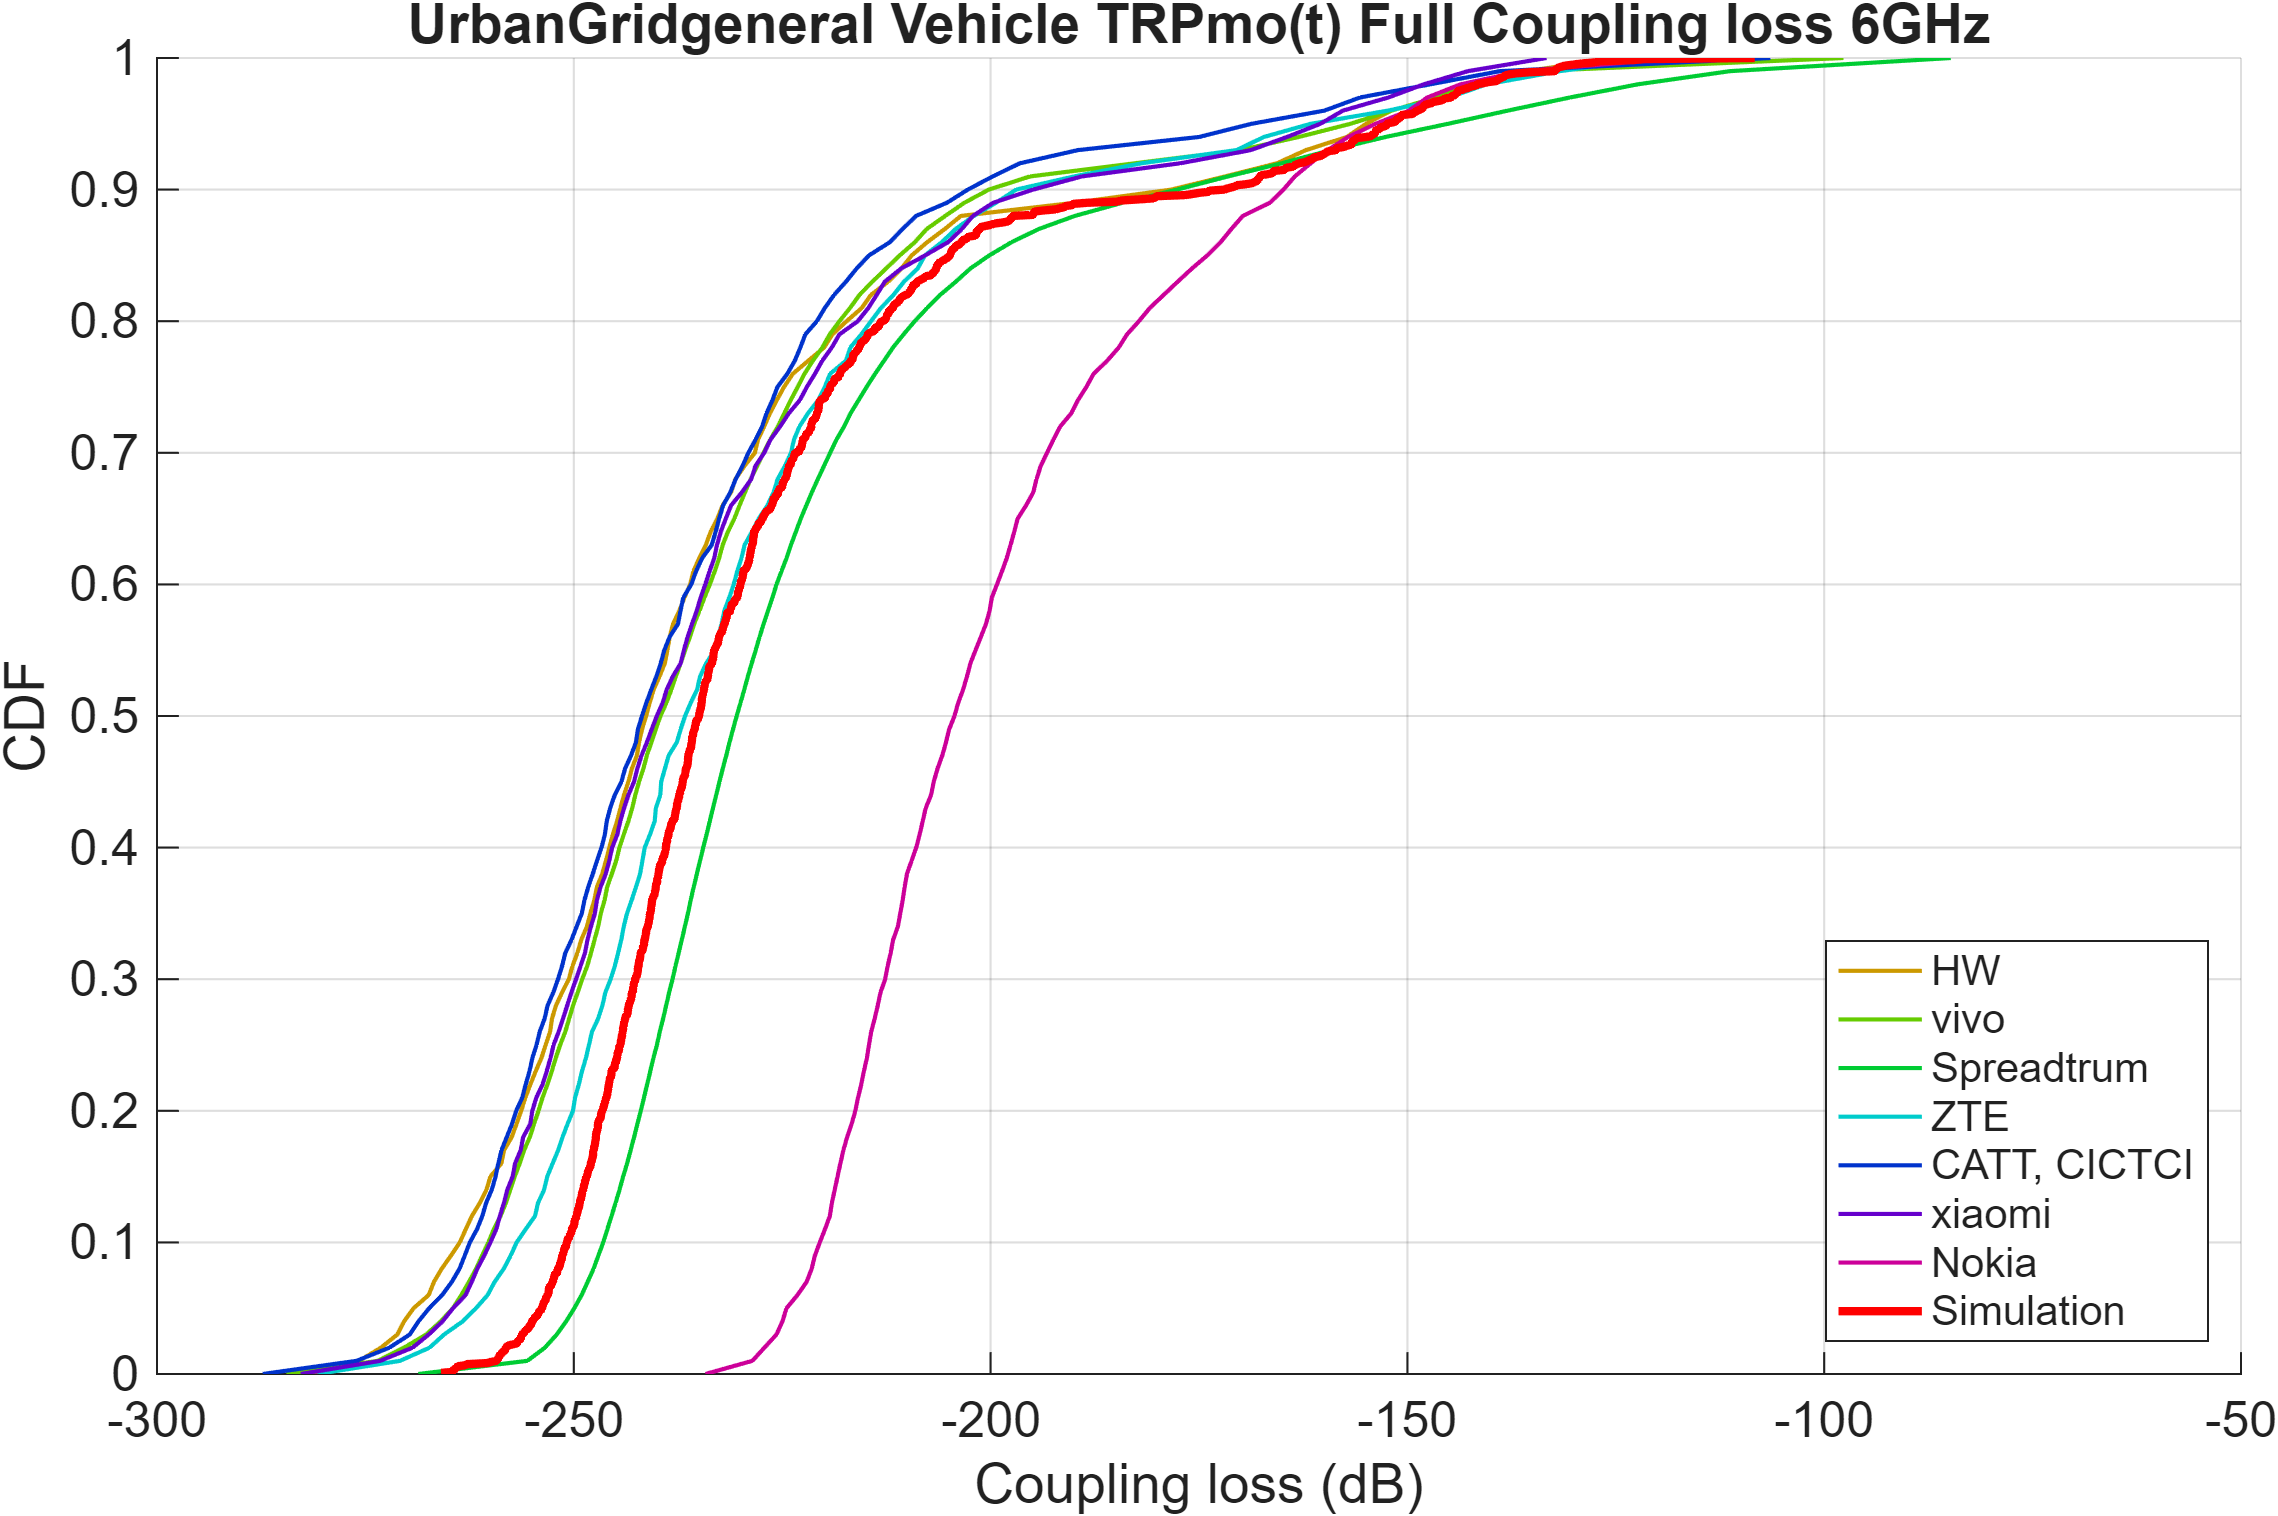 UrbanGridgeneral Vehicle TRPmo(t) Full Coupling loss 6GHz
1
0.9
0.8
0.7
0.6
0.5
0.4
0.3
0.2
0.1
0
CDF
HW
vivo
Spreadtrum
ZTE
CATT, CICTCI
xiaomi
Nokia
Simulation
-300 -250 -200 -150 -100 -50
Coupling loss (dB)